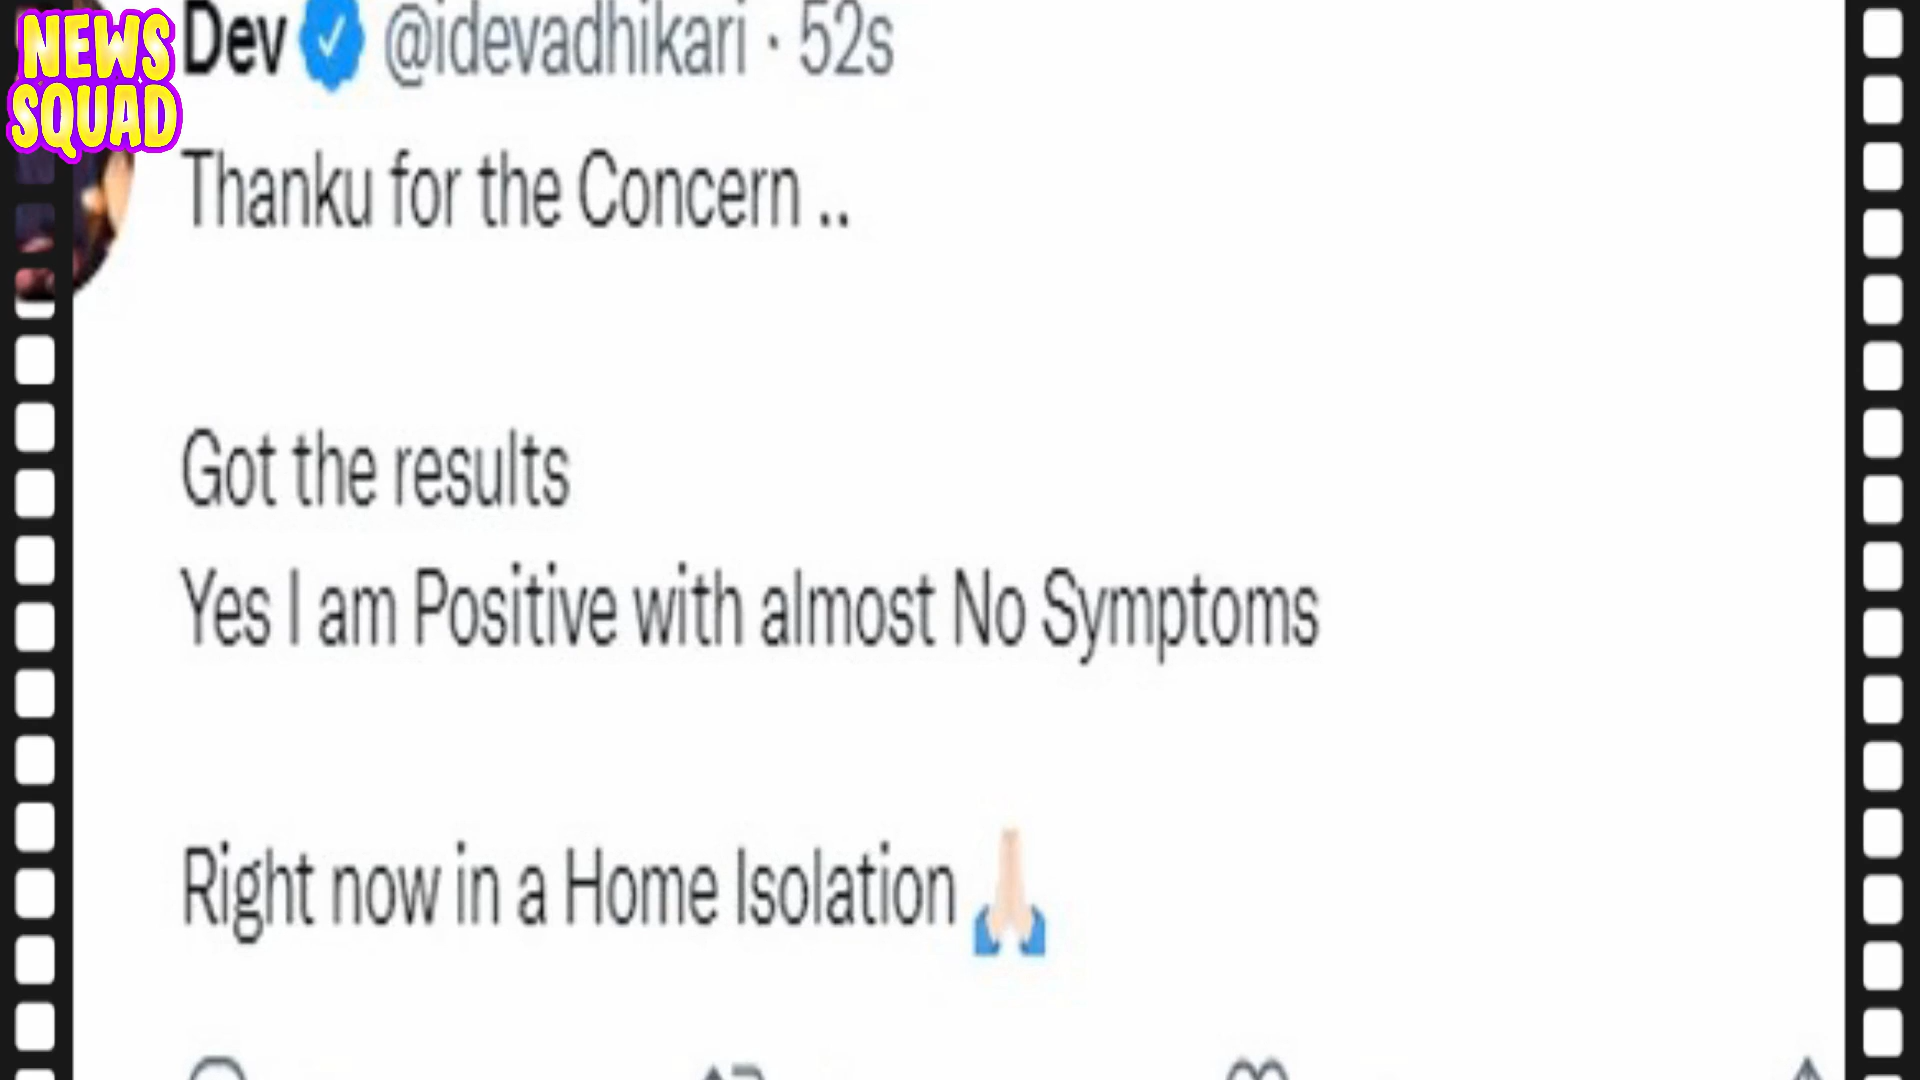 NEWS
SQUAD
Dev @idevadhikari · 52s
Thanku for the Concern ..
Got the results
Yes I am Positive with almost No Symptoms
Right now in a Home Isolation 🙏🏻